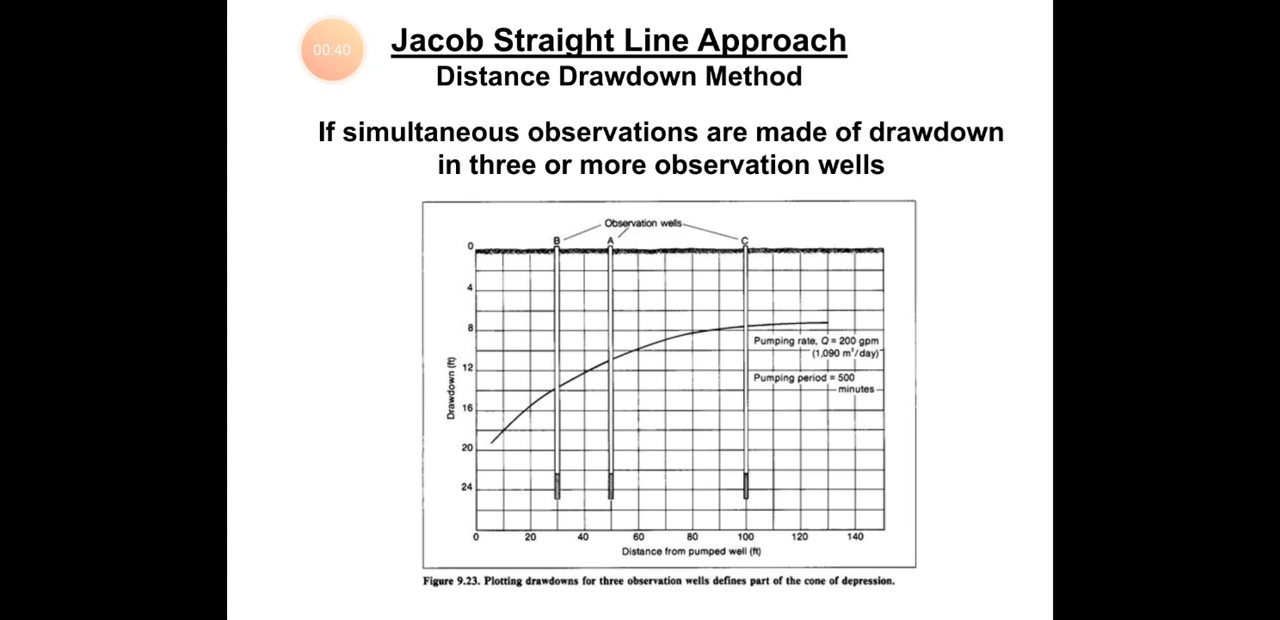 00:40
Jacob Straight Line Approach
Distance Drawdown Method
If simultaneous observations are made of drawdown
in three or more observation wells
Observation wells
B A C
0
4
8
12
16
20
24
Drawdown (ft)
Pumping rate, Q = 200 gpm
(1,090 m³/day)
Pumping period = 500
minutes
0 20 40 60 80 100 120 140
Distance from pumped well (ft)
Figure 9.23. Plotting drawdowns for three observation wells defines part of the cone of depression.